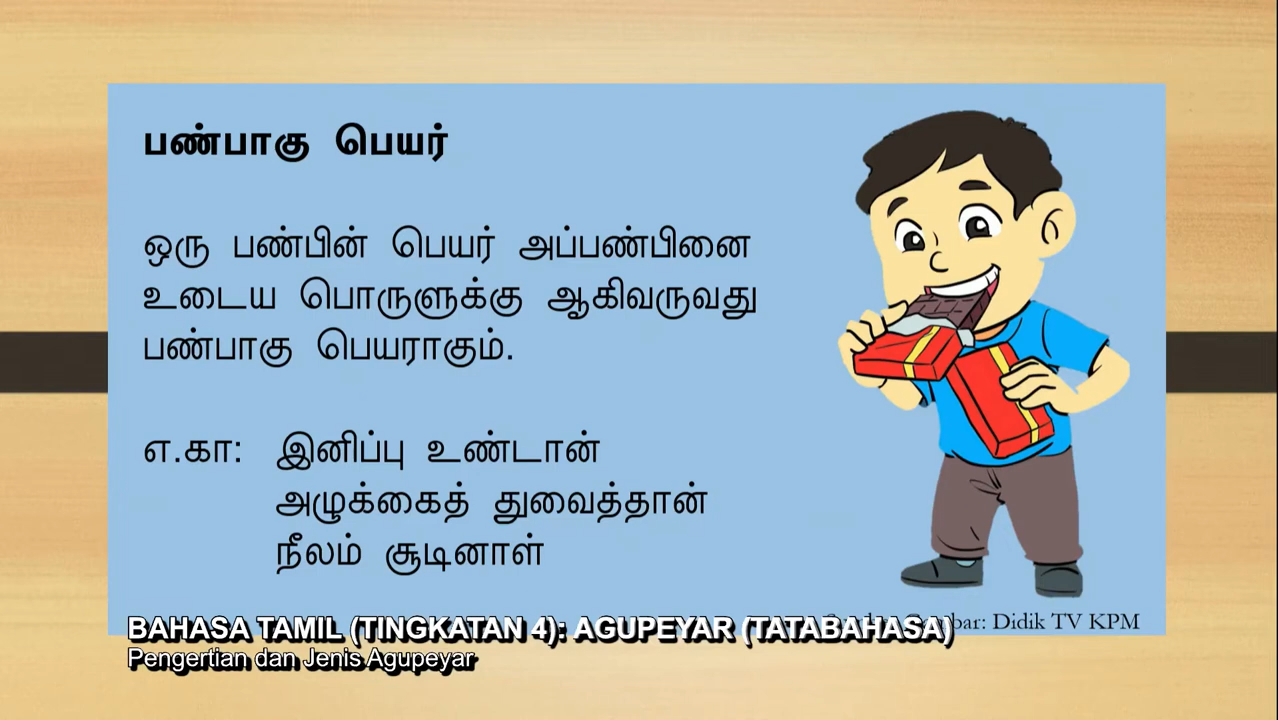 பண்பாகு பெயர்
ஒரு பண்பின் பெயர் அப்பண்பினை
உடைய பொருளுக்கு ஆகிவருவது
பண்பாகு பெயராகும்.
எ.கா: இனிப்பு உண்டான்
அழுக்கைத் துவைத்தான்
நீலம் சூடினாள்
Didik TV KPM
BAHASA TAMIL (TINGKATAN 4): AGUPEYAR (TATABAHASA)
Pengertian dan Jenis Agupeyar